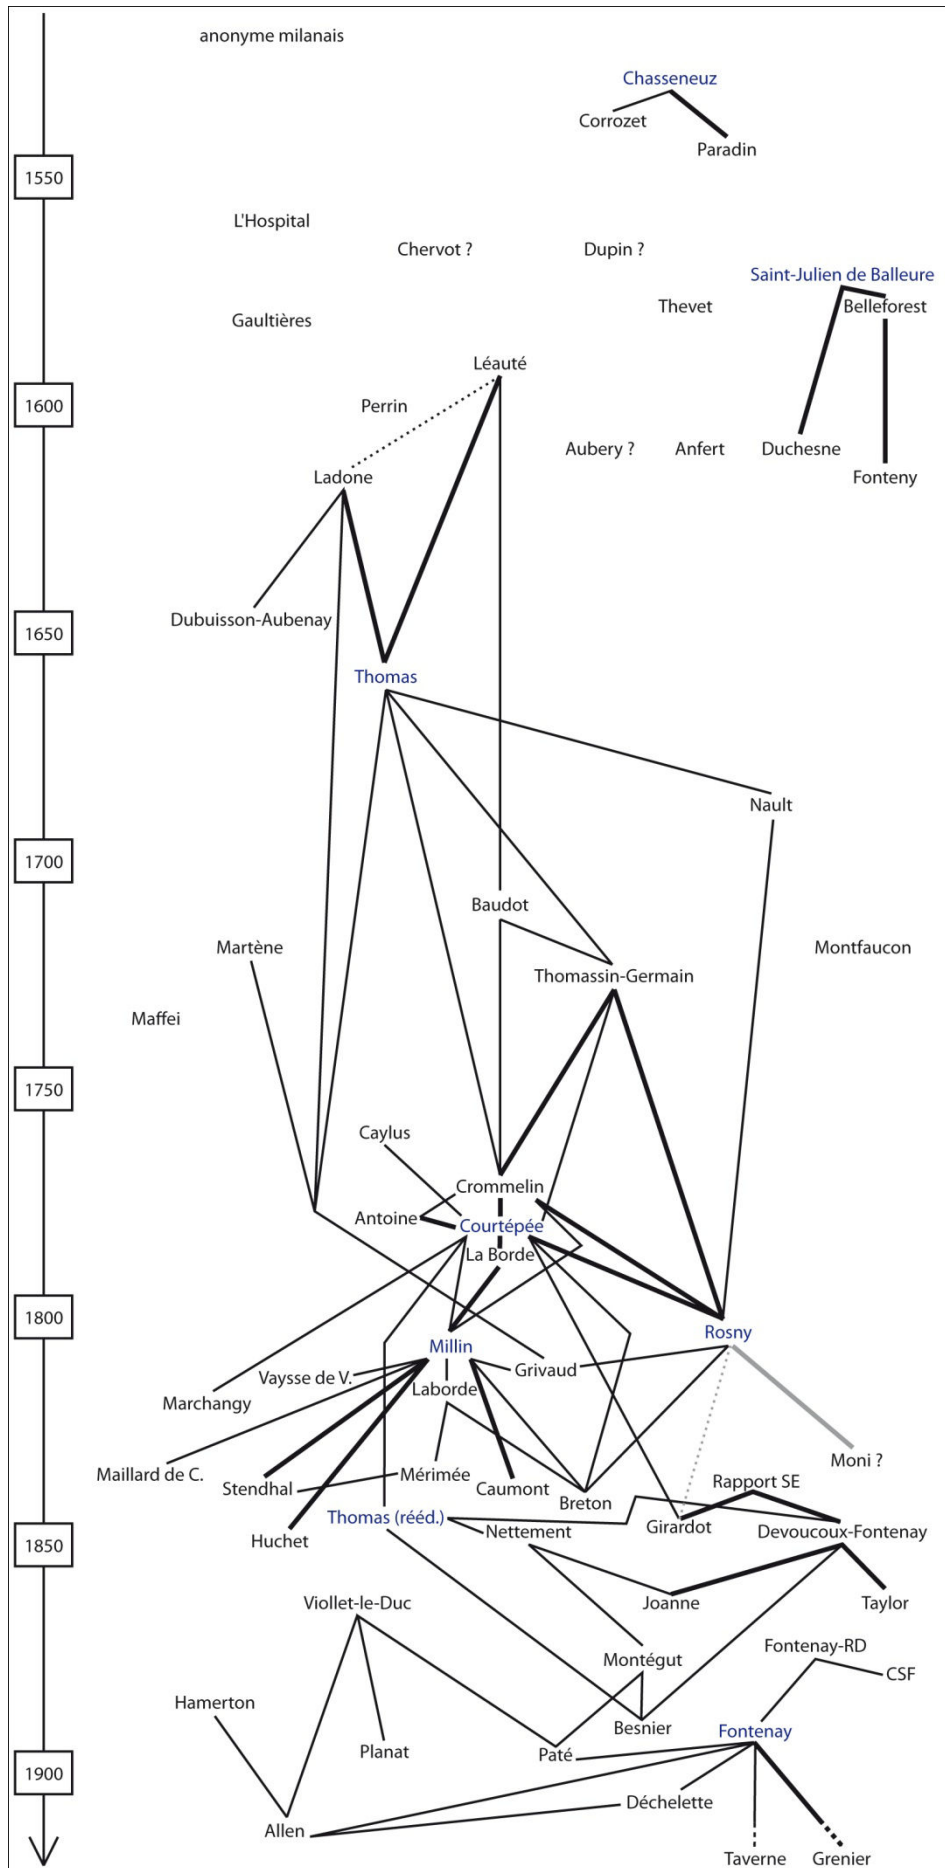 anonyme milanais
Chasseneuz
Corrozet
Paradin
1550
L'Hospital
Chervot ?
Dupin ?
Saint-Julien de Balleure
Thevet
Belleforest
Gaultières
Léauté
1600
Perrin
Aubery ?
Anfert
Duchesne
Ladone
Fonteny
Dubuisson-Aubenay
1650
Thomas
Nault
1700
Baudot
Martène
Montfaucon
Thomassin-Germain
Maffei
1750
Caylus
Crommelin
Antoine
Courtépée
La Borde
1800
Rosny
Millin
Grivaud
Vaysse de V.
Laborde
Marchangy
Moni ?
Maillard de C.
Mérimée
Rapport SE
Stendhal
Caumont
Breton
Thomas (rééd.)
Girardot
Nettement
Devoucoux-Fontenay
Huchet
1850
Viollet-le-Duc
Joanne
Taylor
Fontenay-RD
Montégut
CSF
Hamerton
Besnier
Fontenay
Planat
Paté
1900
Déchelette
Allen
Taverne
Grenier